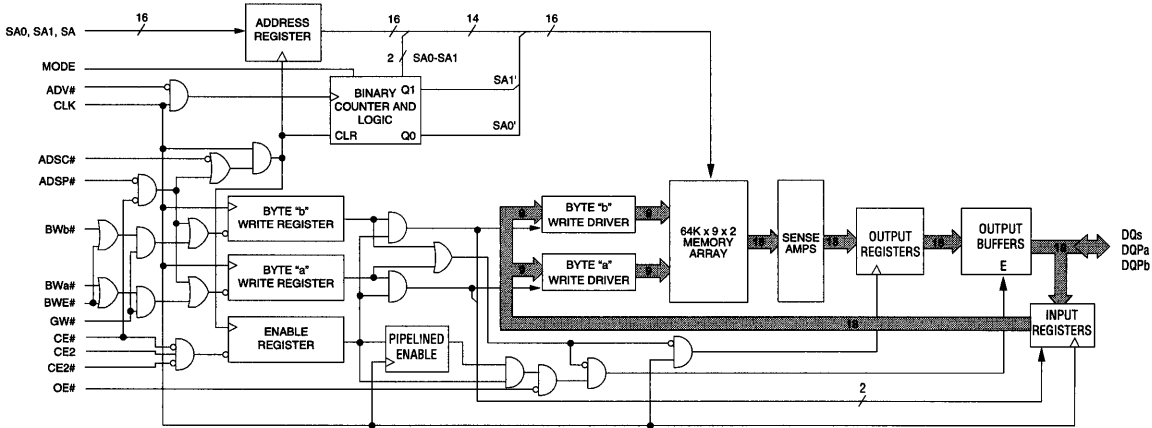 SA0, SA1, SA
16
ADDRESS
REGISTER
16
14
16
2
SA0-SA1
MODE
ADV#
CLK
BINARY
COUNTER AND
LOGIC
Q1
CLR
Q0
SA1'
SA0'
ADSC#
ADSP#
BWb#
BYTE "b"
WRITE REGISTER
BYTE "a"
WRITE REGISTER
BWa#
BWE#
GW#
CE#
CE2
CE2#
OE#
ENABLE
REGISTER
PIPELINED
ENABLE
9
BYTE "b"
WRITE DRIVER
9
9
BYTE "a"
WRITE DRIVER
9
64K x 9 x 2
MEMORY
ARRAY
18
SENSE
AMPS
18
OUTPUT
REGISTERS
18
OUTPUT
BUFFERS
E
18
DQs
DQPa
DQPb
18
INPUT
REGISTERS
2